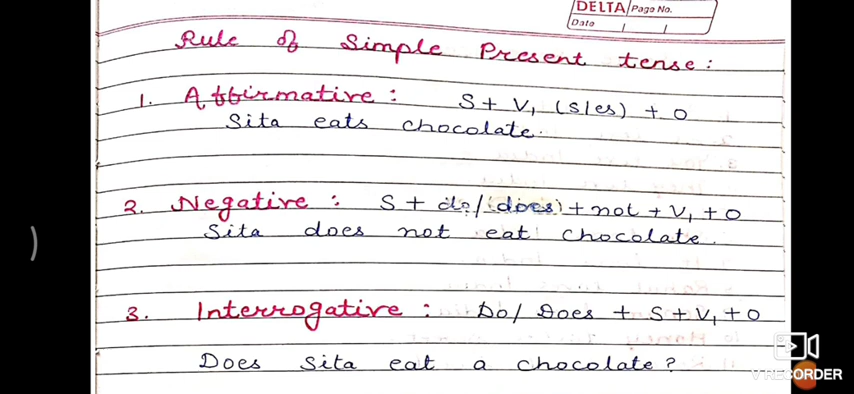 DELTA Page No.
Date / /
Rule of Simple Present tense:
1. Affirmative: S + V₁ (s/es) + O
Sita eats chocolate.
2. Negative: S + do/(does) + not + V₁ + O
Sita does not eat chocolate.
3. Interrogative: Do/Does + S + V₁ + O
Does Sita eat a chocolate?
V RECORDER